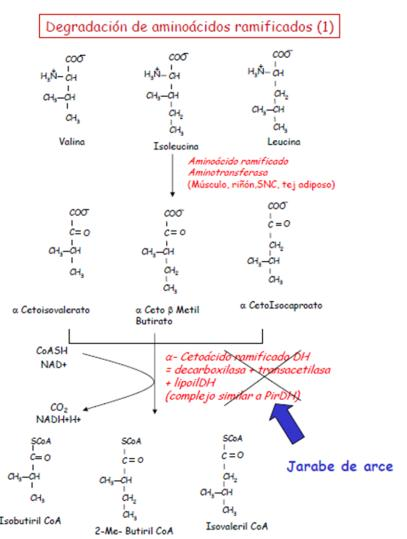 Degradación de aminoácidos ramificados (1)
COO⁻ COO⁻ COO⁻
H₃N⁺– CH H₃N⁺– CH H₃N⁺– CH
CH₃–CH CH₃–CH CH₂
CH₃ CH₂ CH₃–CH
CH₃ CH₃
Valina Isoleucina Leucina
Aminoácido ramificado
Aminotransferasa
(Músculo, riñón,SNC, tej adiposo)
COO⁻ COO⁻ COO⁻
C=O C=O C=O
CH₃–CH CH₃–CH CH₂
CH₃ CH₂ CH₃–CH
CH₃ CH₃
α Cetoisovalerato α Ceto β Metil α CetoIsocaproato
Butirato
CoASH
NAD+
α- Cetoácido ramificado DH
= decarboxilasa + transacetilasa
+ lipoilDH
(complejo similar a PirDH)
CO₂
NADH+H+
Jarabe de arce
SCoA SCoA SCoA
C=O C=O C=O
CH₃–CH CH₃–CH CH₂
CH₃ CH₂ CH₃–CH
CH₃ CH₃
Isobutiril CoA 2-Me- Butiril CoA Isovaleril CoA